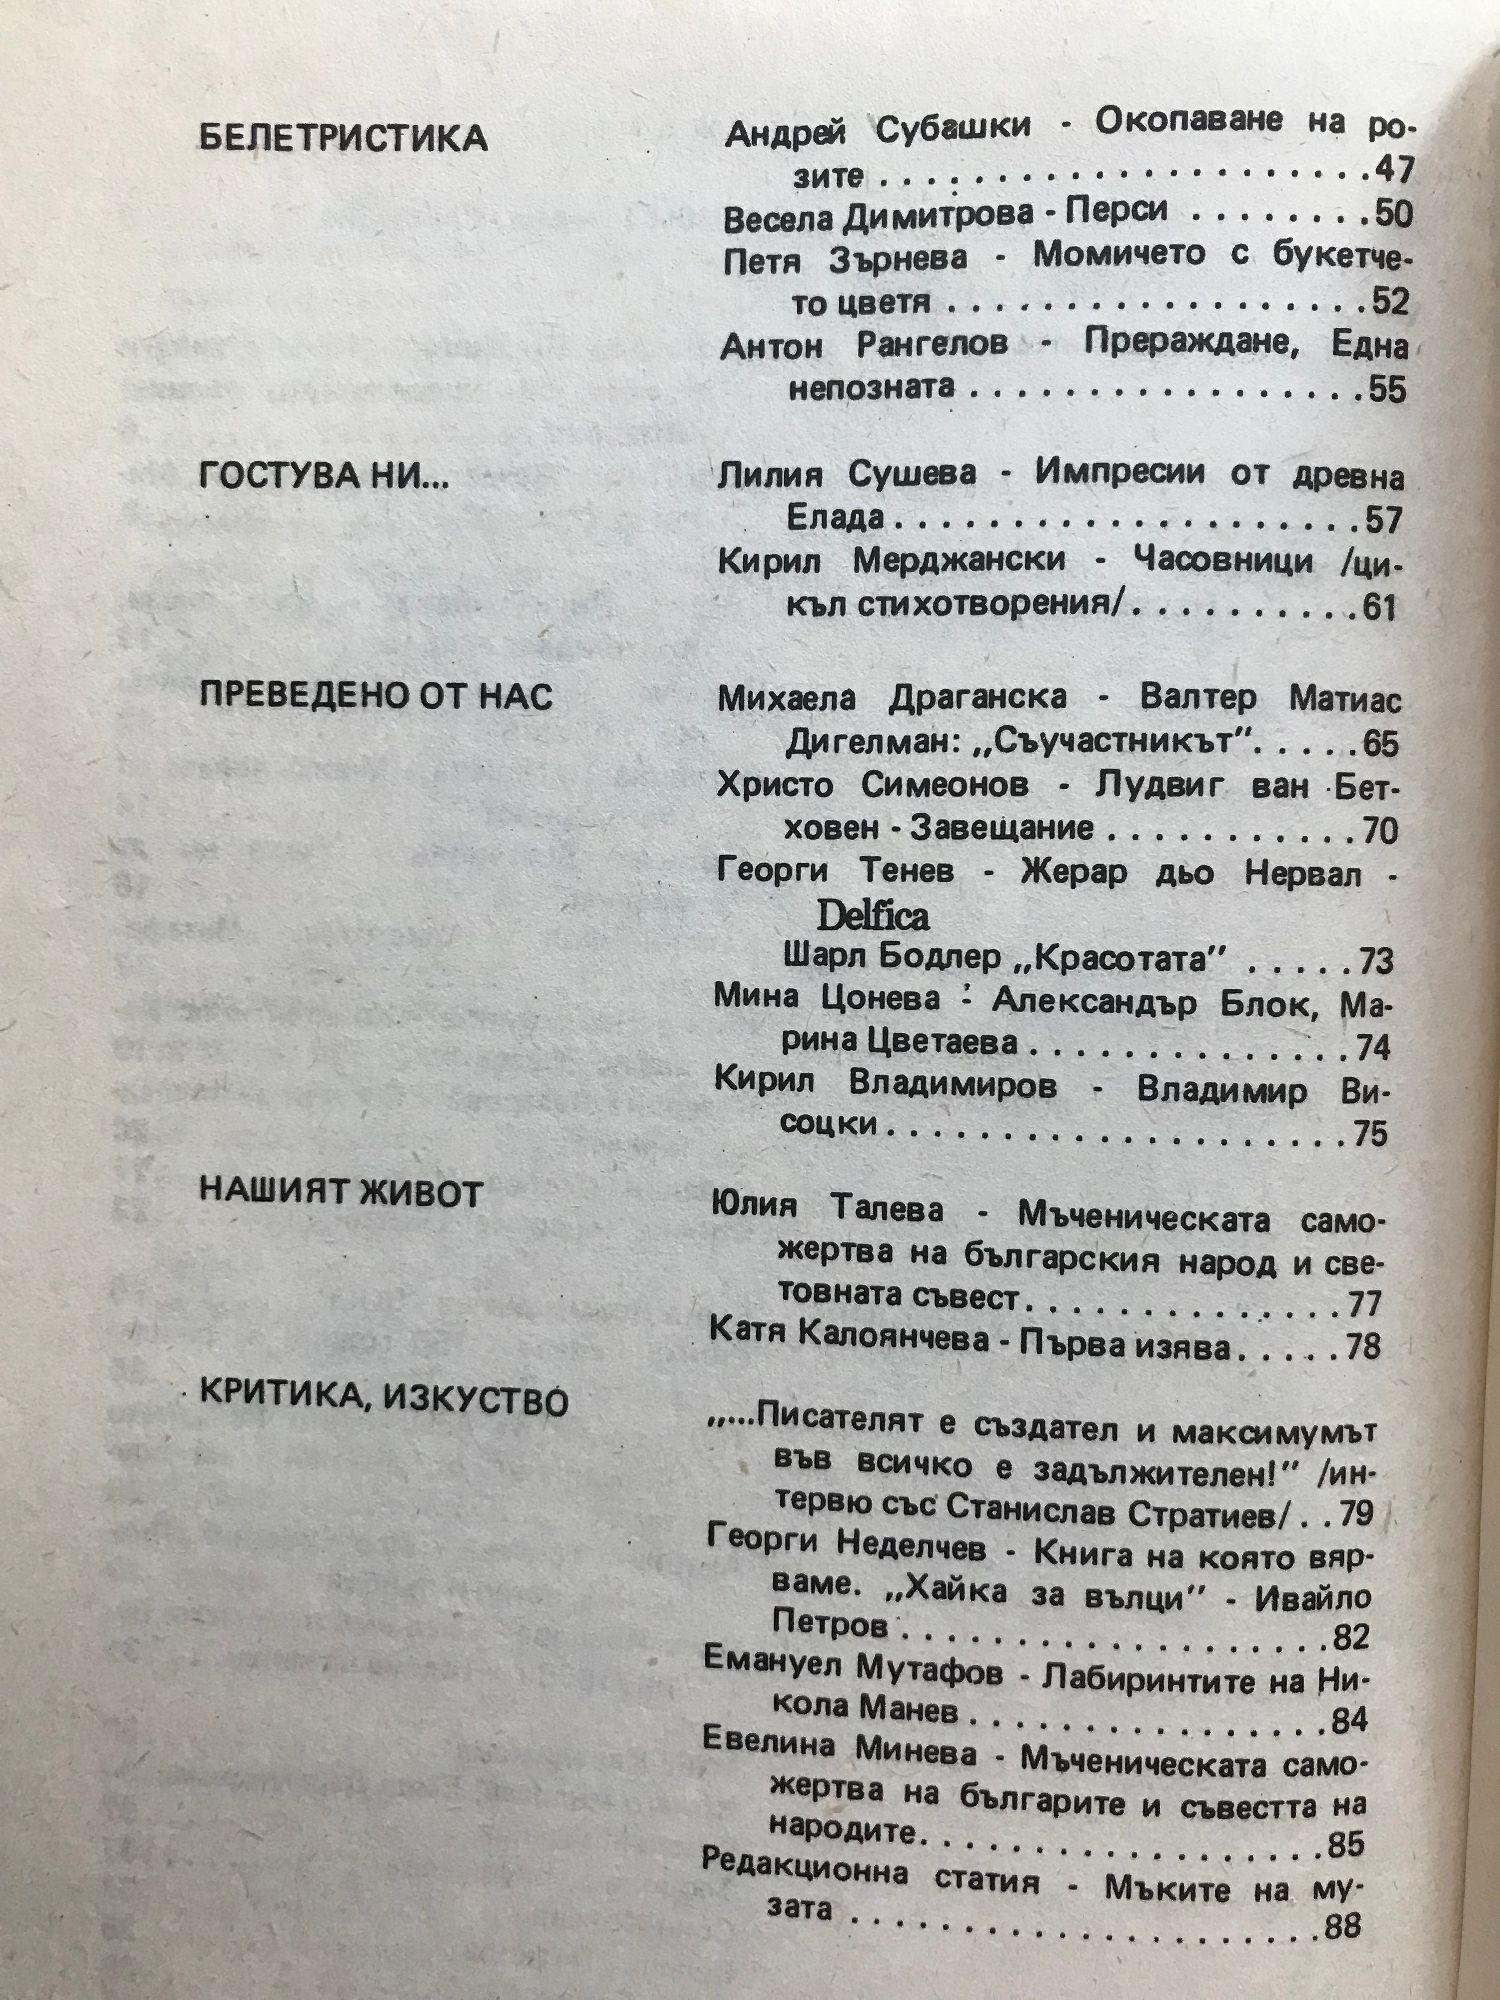 БЕЛЕТРИСТИКА
Андрей Субашки - Окопаване на ро-
зите . . . . . . . . . . . . . . . . . . . . . .47
Весела Димитрова - Перси . . . . . . . .50
Петя Зърнева - Момичето с букетче-
то цветя . . . . . . . . . . . . . . . . . .52
Антон Рангелов - Прераждане, Една
непозната . . . . . . . . . . . . . . . . .55
ГОСТУВА НИ...
Лилия Сушева - Импресии от древна
Елада . . . . . . . . . . . . . . . . . . . .57
Кирил Мерджански - Часовници /ци-
къл стихотворения/. . . . . . . . . .61
ПРЕВЕДЕНО ОТ НАС
Михаела Драганска - Валтер Матиас
Дигелман: „Съучастникът”. . . . .65
Христо Симеонов - Лудвиг ван Бет-
ховен - Завещание . . . . . . . . . . .70
Георги Тенев - Жерар дьо Нервал -
Delfica
Шарл Бодлер „Красотата” . . . . .73
Мина Цонева - Александър Блок, Ма-
рина Цветаева . . . . . . . . . . . . . .74
Кирил Владимиров - Владимир Ви-
соцки . . . . . . . . . . . . . . . . . . . .75
НАШИЯТ ЖИВОТ
Юлия Талева - Мъченическата само-
жертва на българския народ и све-
товната съвест. . . . . . . . . . . . . .77
Катя Калоянчева - Първа изява. . . . .78
КРИТИКА, ИЗКУСТВО
„...Писателят е създател и максимумът
във всичко е задължителен!” /ин-
тервю със Станислав Стратиев/ . .79
Георги Неделчев - Книга на която вяр-
ваме. „Хайка за вълци” - Ивайло
Петров . . . . . . . . . . . . . . . . . . .82
Емануел Мутафов - Лабиринтите на Ни-
кола Манев . . . . . . . . . . . . . . . .84
Евелина Минева - Мъченическата само-
жертва на българите и съвестта на
народите. . . . . . . . . . . . . . . . . .85
Редакционна статия - Мъките на му-
зата . . . . . . . . . . . . . . . . . . . . .88